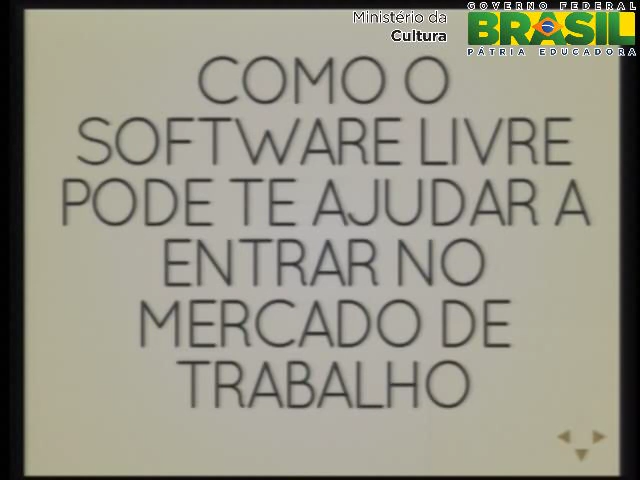 Ministério da
Cultura
GOVERNO FEDERAL
BRASIL
PÁTRIA EDUCADORA
COMO O
SOFTWARE LIVRE
PODE TE AJUDAR A
ENTRAR NO
MERCADO DE
TRABALHO